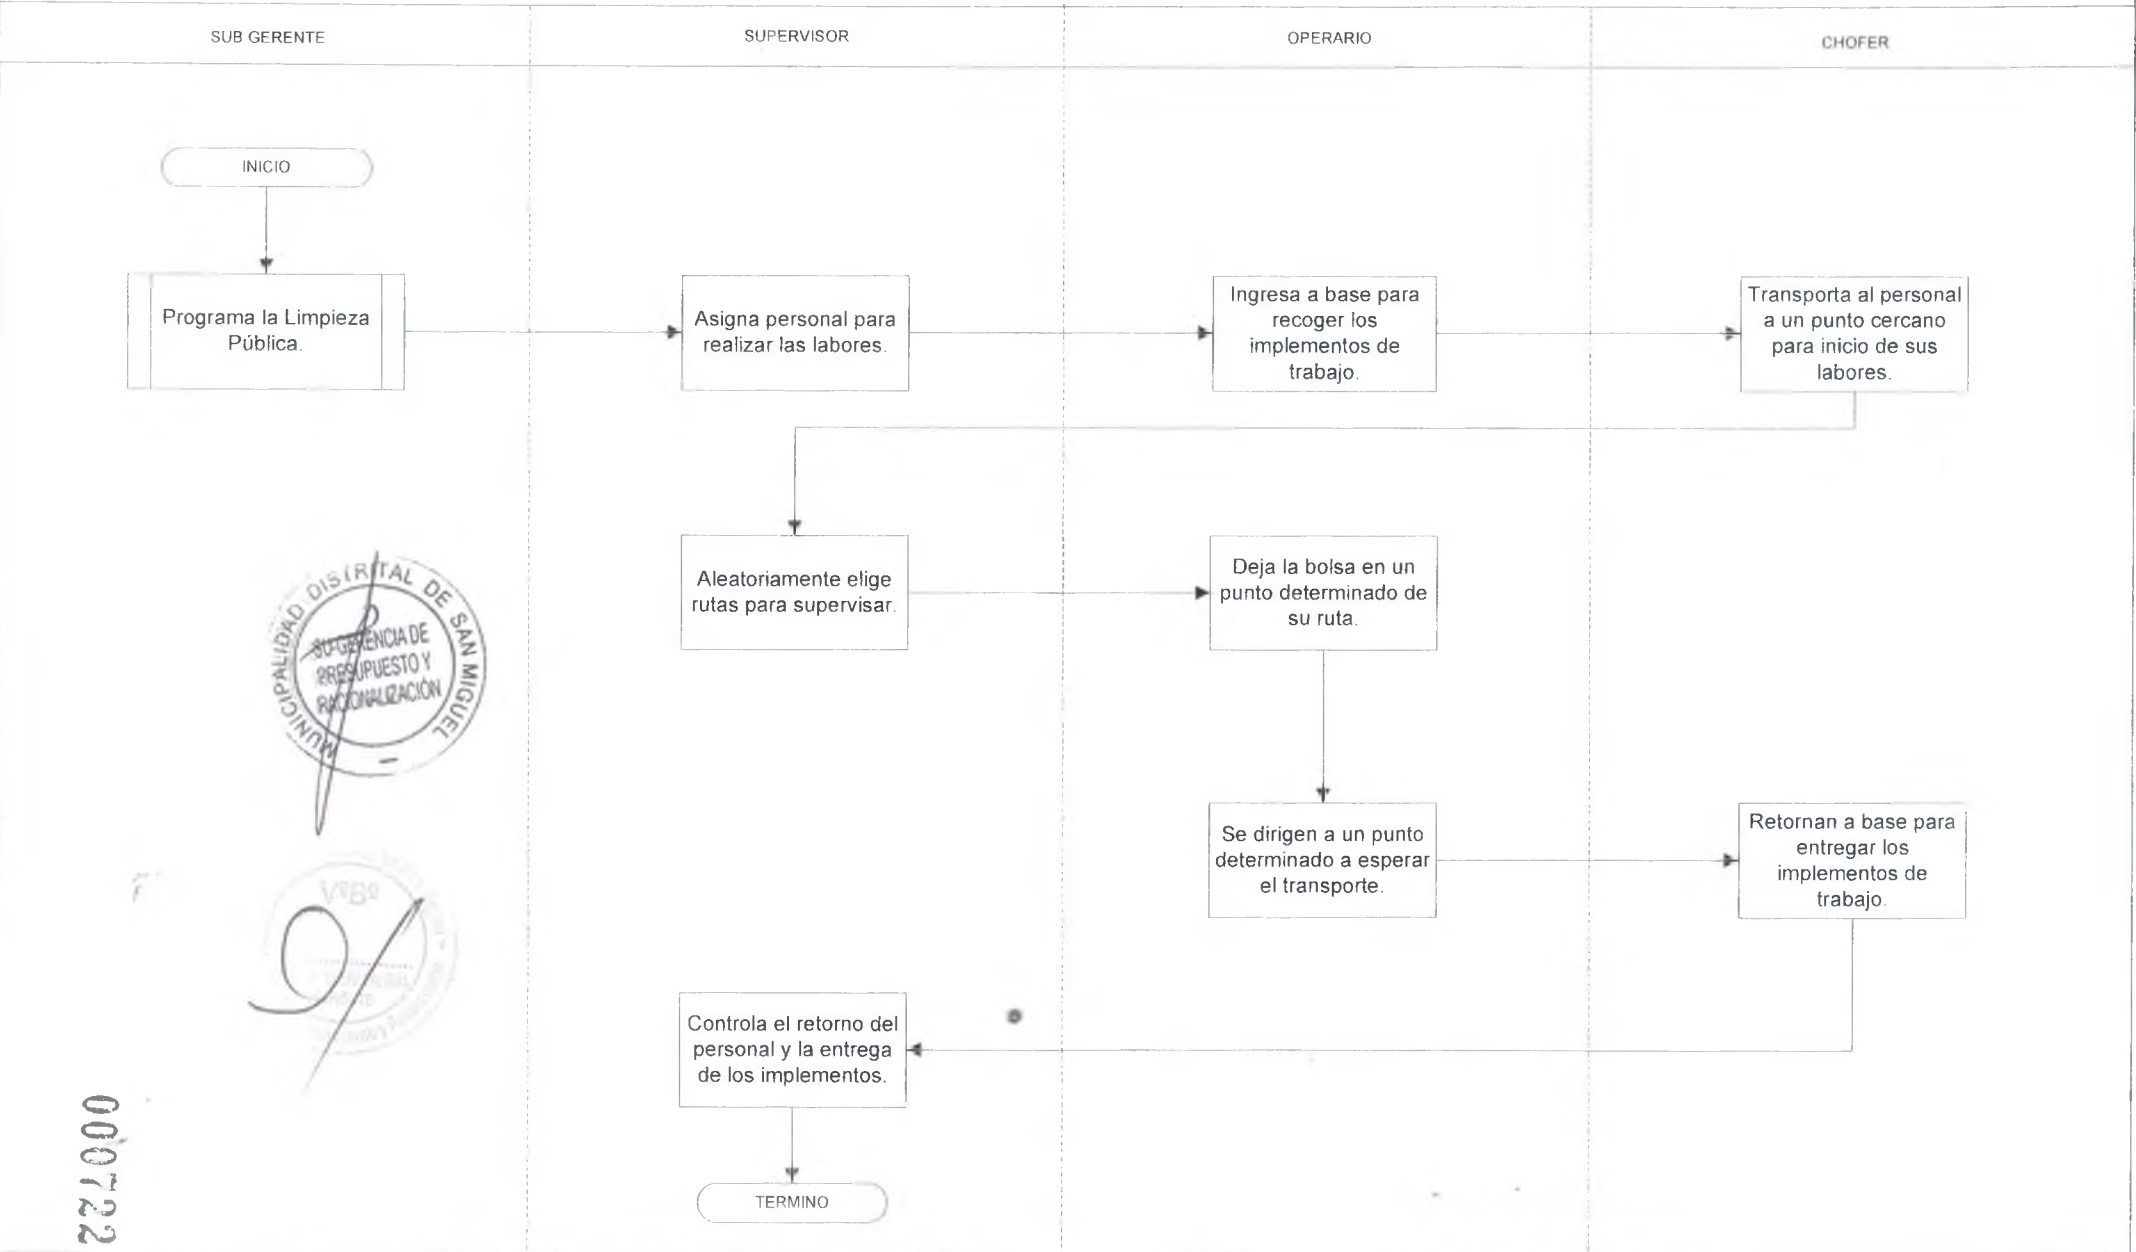 SUB GERENTE
SUPERVISOR
OPERARIO
CHOFER
INICIO
Programa la Limpieza
Pública.
Asigna personal para
realizar las labores.
Ingresa a base para
recoger los
implementos de
trabajo.
Transporta al personal
a un punto cercano
para inicio de sus
labores.
Aleatoriamente elige
rutas para supervisar.
Deja la bolsa en un
punto determinado de
su ruta.
MUNICIPALIDAD DISTRITAL DE SAN MIGUEL
SU-GERENCIA DE
PRESUPUESTO Y
RACIONALIZACIÓN
Se dirigen a un punto
determinado a esperar
el transporte.
Retornan a base para
entregar los
implementos de
trabajo.
VºBº
Controla el retorno del
personal y la entrega
de los implementos.
TERMINO
000722